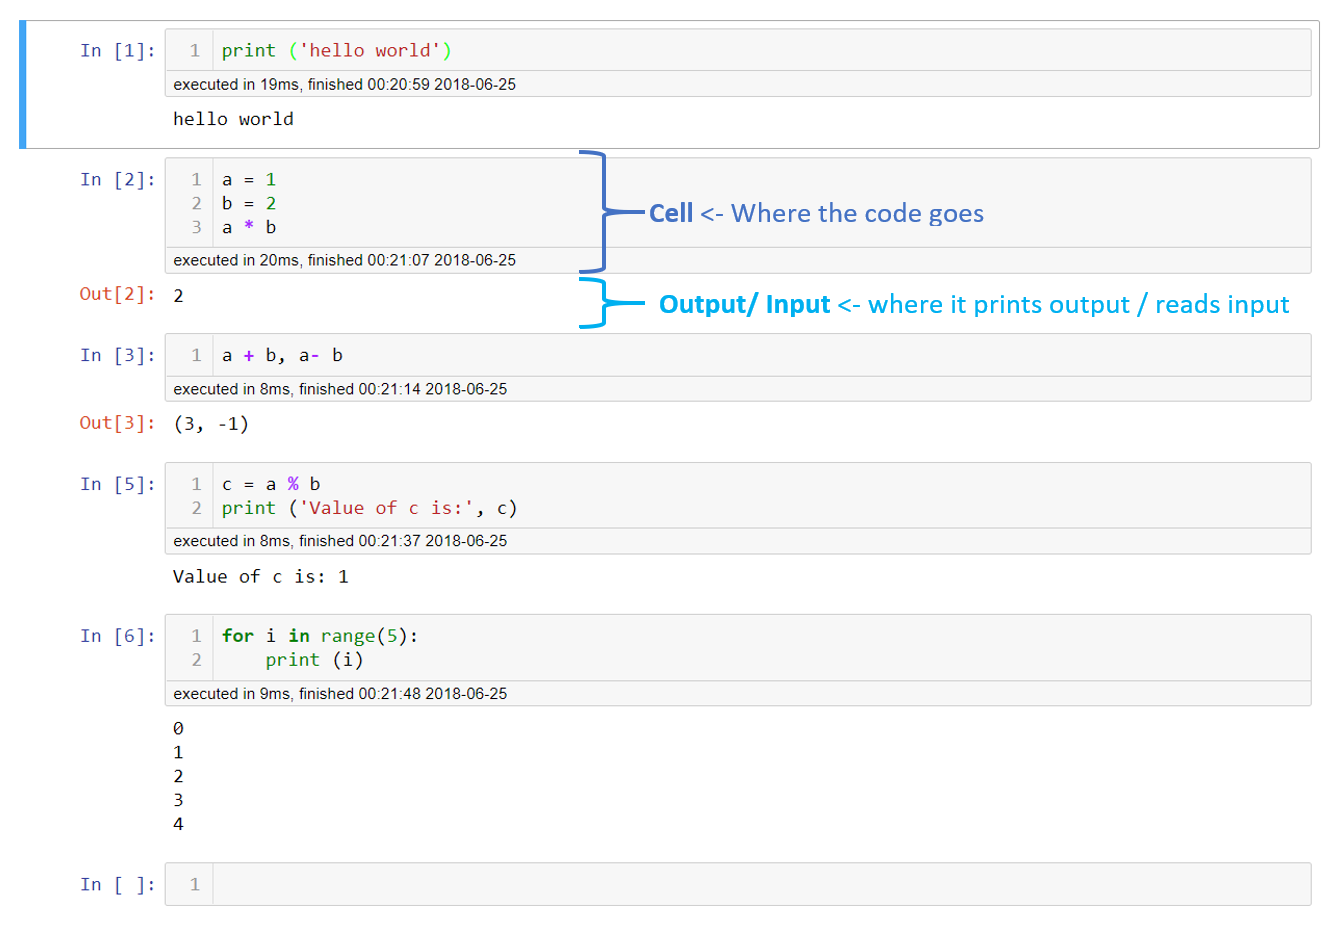 In [1]: 1 print ('hello world')
executed in 19ms, finished 00:20:59 2018-06-25
hello world
In [2]: 1 a = 1
2 b = 2
3 a * b
Cell <- Where the code goes
executed in 20ms, finished 00:21:07 2018-06-25
Out[2]: 2
Output/ Input <- where it prints output / reads input
In [3]: 1 a + b, a- b
executed in 8ms, finished 00:21:14 2018-06-25
Out[3]: (3, -1)
In [5]: 1 c = a % b
2 print ('Value of c is:', c)
executed in 8ms, finished 00:21:37 2018-06-25
Value of c is: 1
In [6]: 1 for i in range(5):
2     print (i)
executed in 9ms, finished 00:21:48 2018-06-25
0
1
2
3
4
In [ ]: 1